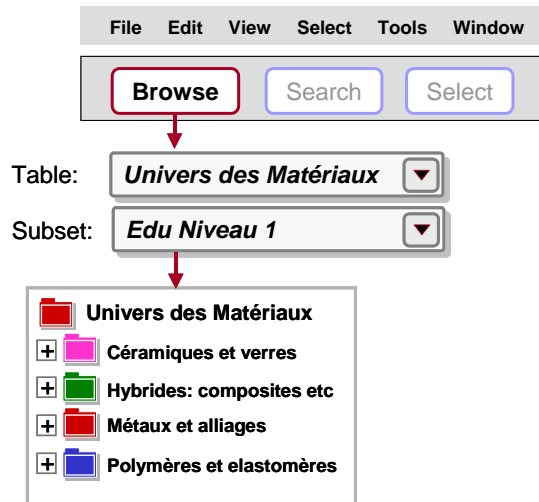 File Edit View Select Tools Window
Browse Search Select
Table: Univers des Matériaux
Subset: Edu Niveau 1
Univers des Matériaux
Céramiques et verres
Hybrides: composites etc
Métaux et alliages
Polymères et elastomères